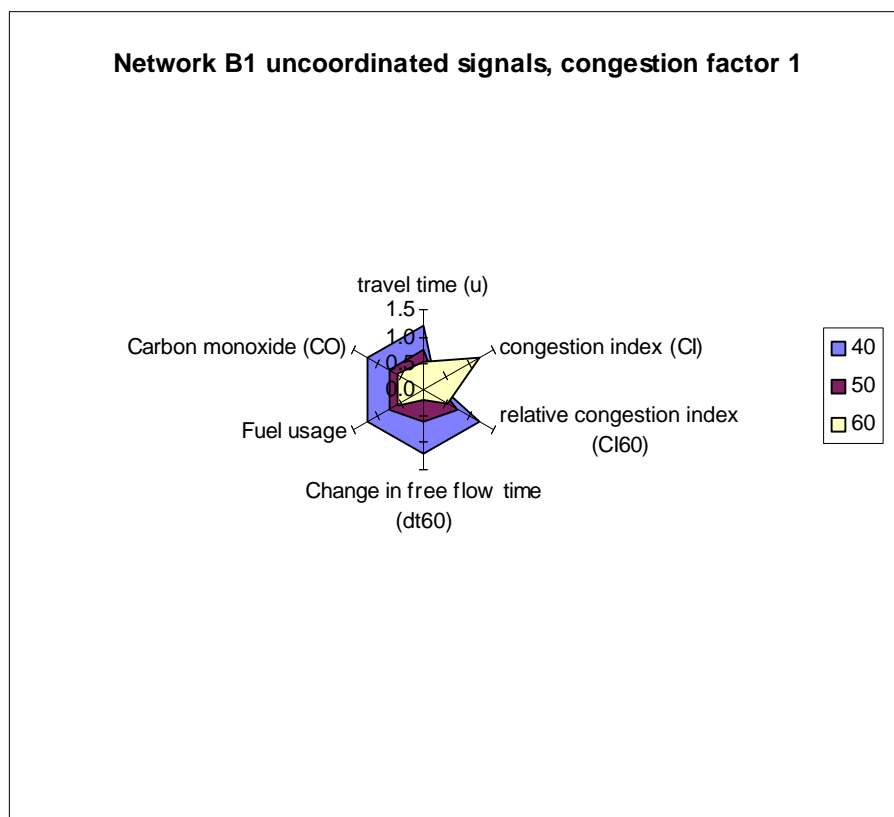 Network B1 uncoordinated signals, congestion factor 1
travel time (u)
1.5
1.0
0.5
0.0
Carbon monoxide (CO)
congestion index (CI)
relative congestion index
(CI60)
Fuel usage
Change in free flow time
(dt60)
40
50
60